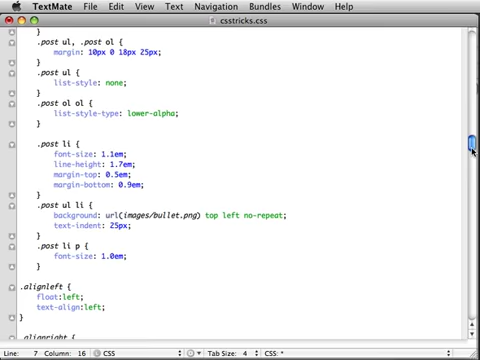 TextMate File Edit View Text Navigation Bundles Window Help
csstricks.css
}
.post ul, .post ol {
margin: 10px 0 18px 25px;
}
.post ul {
list-style: none;
}
.post ol ol {
list-style-type: lower-alpha;
}
.post li {
font-size: 1.1em;
line-height: 1.7em;
margin-top: 0.5em;
margin-bottom: 0.9em;
}
.post ul li {
background: url(images/bullet.png) top left no-repeat;
text-indent: 25px;
}
.post li p {
font-size: 1.0em;
}
.alignleft {
float:left;
text-align:left;
}
.alignright {
Line: 7 Column: 16 CSS Tab Size: 4 CSS: *